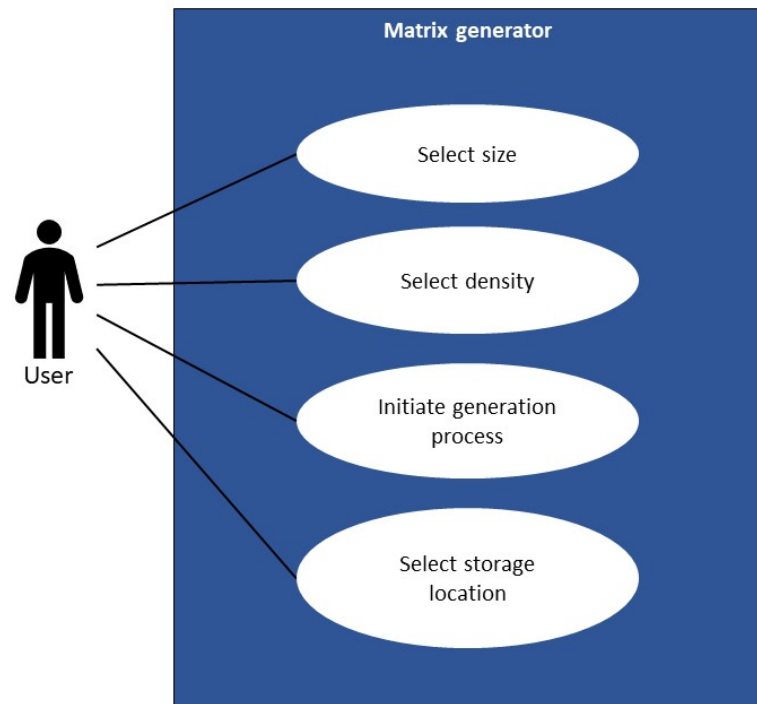 Matrix generator
Select size
Select density
User
Initiate generation
process
Select storage
location